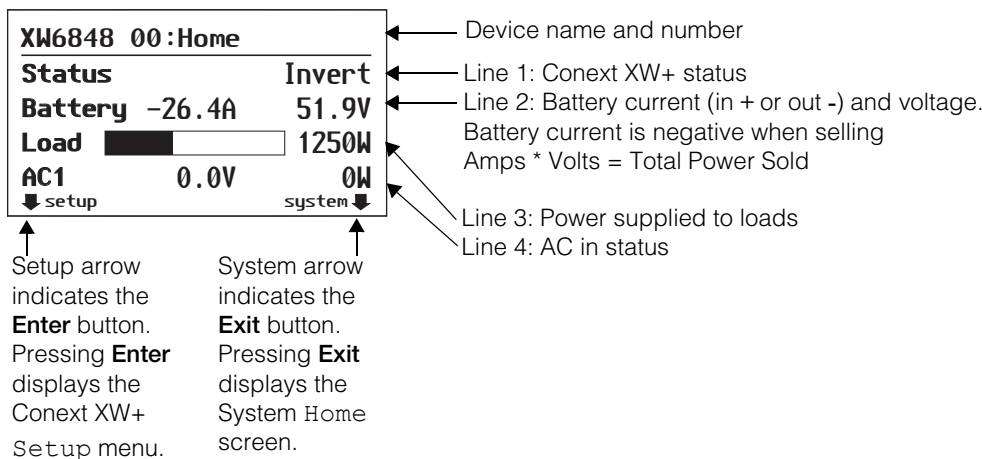 XW6848 00:Home
Status Invert
Battery -26.4A 51.9V
Load 1250W
AC1 0.0V 0W
setup system
Device name and number
Line 1: Conext XW+ status
Line 2: Battery current (in + or out -) and voltage.
Battery current is negative when selling
Amps * Volts = Total Power Sold
Line 3: Power supplied to loads
Line 4: AC in status
Setup arrow
indicates the
Enter button.
Pressing Enter
displays the
Conext XW+
Setup menu.
System arrow
indicates the
Exit button.
Pressing Exit
displays the
System Home
screen.